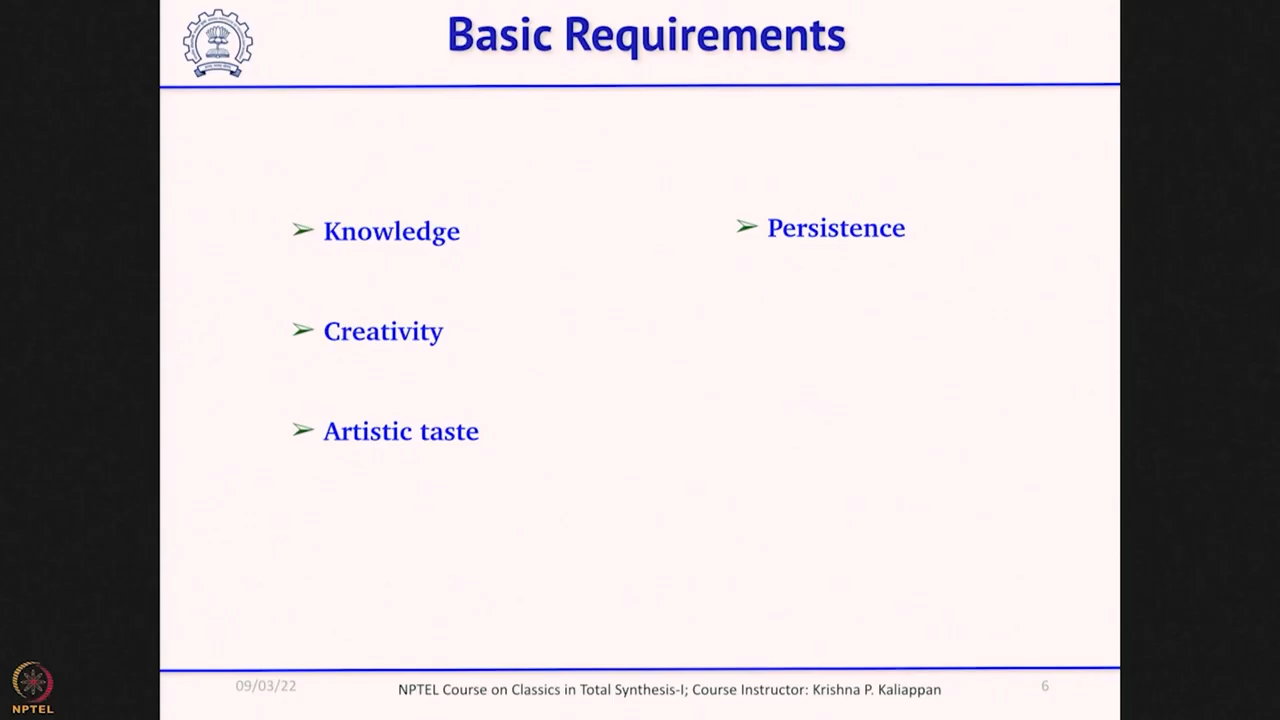 Basic Requirements
➢ Knowledge
➢ Persistence
➢ Creativity
➢ Artistic taste
09/03/22
NPTEL Course on Classics in Total Synthesis-I; Course Instructor: Krishna P. Kaliappan
6
NPTEL